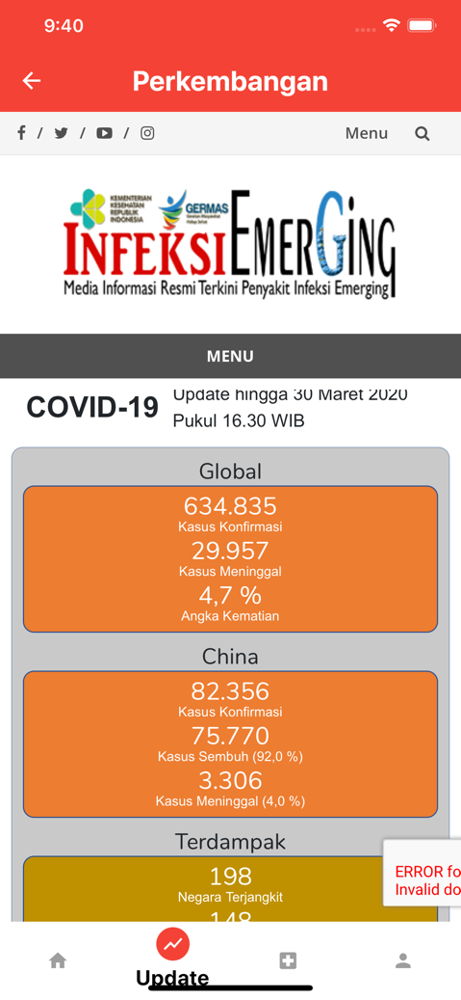 9:40
Perkembangan
/ / /
Menu
KEMENTERIAN
KESEHATAN
REPUBLIK
INDONESIA
GERMAS
INFEKSI EMERGING
Media Informasi Resmi Terkini Penyakit Infeksi Emerging
MENU
COVID-19
Update hingga 30 Maret 2020
Pukul 16.30 WIB
Global
634.835
Kasus Konfirmasi
29.957
Kasus Meninggal
4,7 %
Angka Kematian
China
82.356
Kasus Konfirmasi
75.770
Kasus Sembuh (92,0 %)
3.306
Kasus Meninggal (4,0 %)
Terdampak
198
Negara Terjangkit
148
ERROR fo
Invalid do
Update